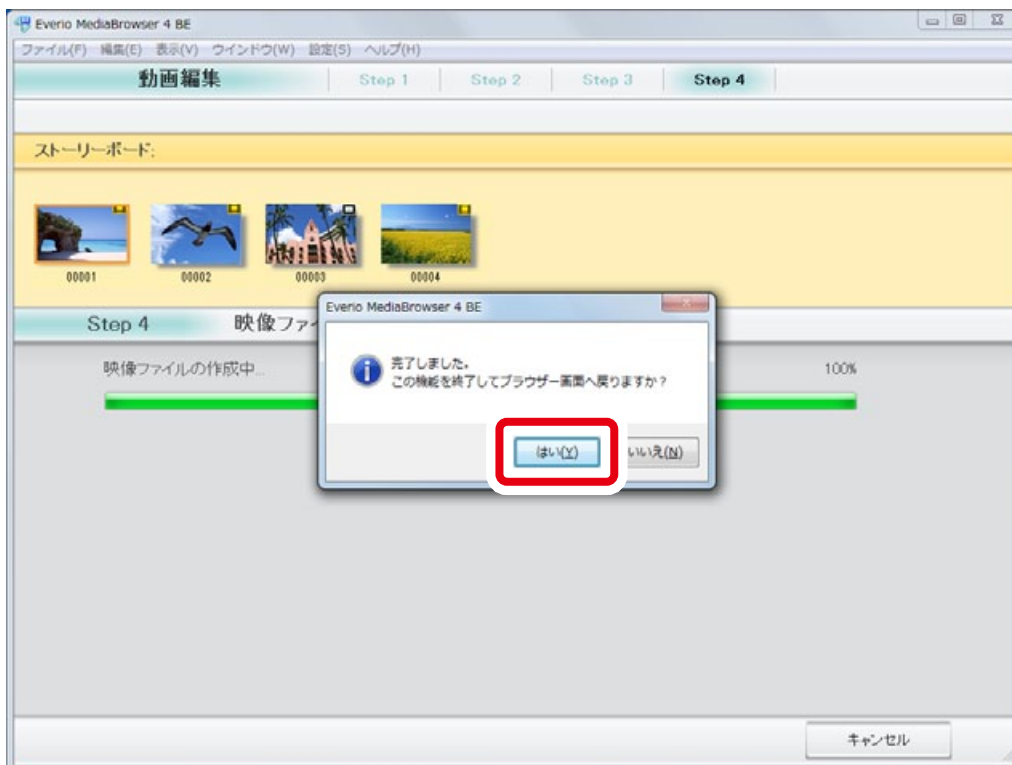 Everio MediaBrowser 4 BE
ファイル(F) 編集(E) 表示(V) ウインドウ(W) 設定(S) ヘルプ(H)
動画編集 Step 1 Step 2 Step 3 Step 4
ストーリーボード:
00001 00002 00003 00004
Step 4 映像ファイ
Everio MediaBrowser 4 BE
完了しました。
この機能を終了してブラウザー画面へ戻りますか？
はい(Y) いいえ(N)
映像ファイルの作成中... 100%
キャンセル